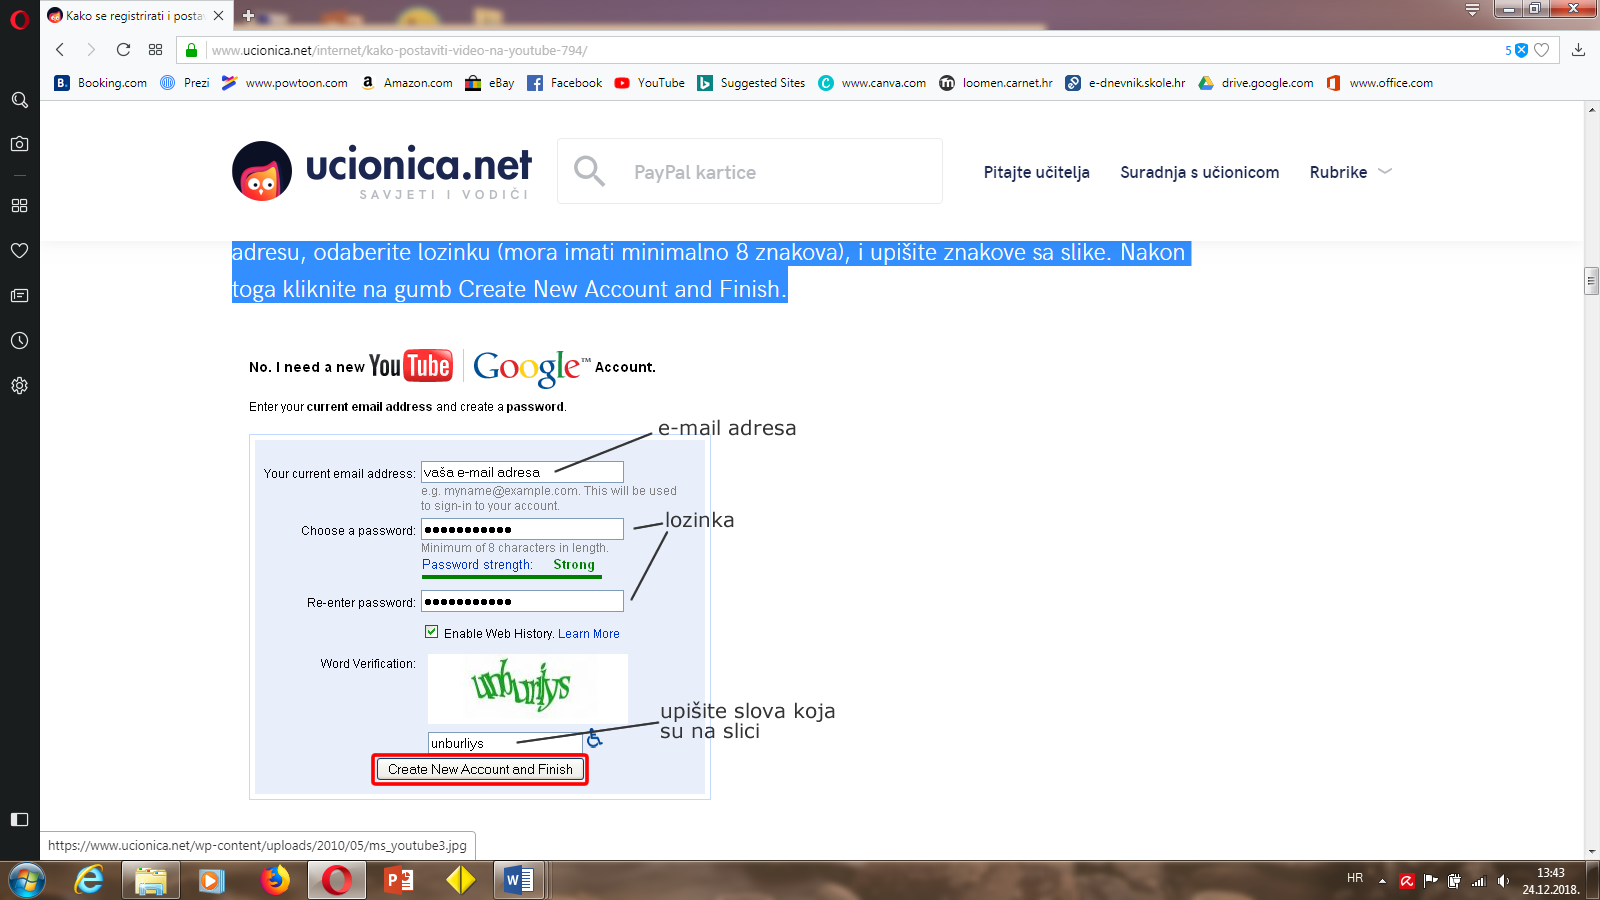 Kako se registrirati i posta
www.ucionica.net/internet/kako-postaviti-video-na-youtube-794/
5
B. Booking.com
Prezi
www.powtoon.com
a Amazon.com
eBay
Facebook
YouTube
Suggested Sites
www.canva.com
loomen.carnet.hr
e-dnevnik.skole.hr
drive.google.com
www.office.com
ucionica.net
SAVJETI I VODIČI
PayPal kartice
Pitajte učitelja
Suradnja s učionicom
Rubrike
adresu, odaberite lozinku (mora imati minimalno 8 znakova), i upišite znakove sa slike. Nakon
toga kliknite na gumb Create New Account and Finish.
No. I need a new YouTube Google™ Account.
Enter your current email address and create a password.
e-mail adresa
Your current email address: vaša e-mail adresa
e.g. myname@example.com. This will be used
to sign-in to your account.
lozinka
Choose a password: •••••••••••
Minimum of 8 characters in length.
Password strength: Strong
Re-enter password: •••••••••••
Enable Web History. Learn More
Word Verification: unburliys
upišite slova koja
su na slici
unburliys
Create New Account and Finish
https://www.ucionica.net/wp-content/uploads/2010/05/ms_youtube3.jpg
HR
13:43
24.12.2018.